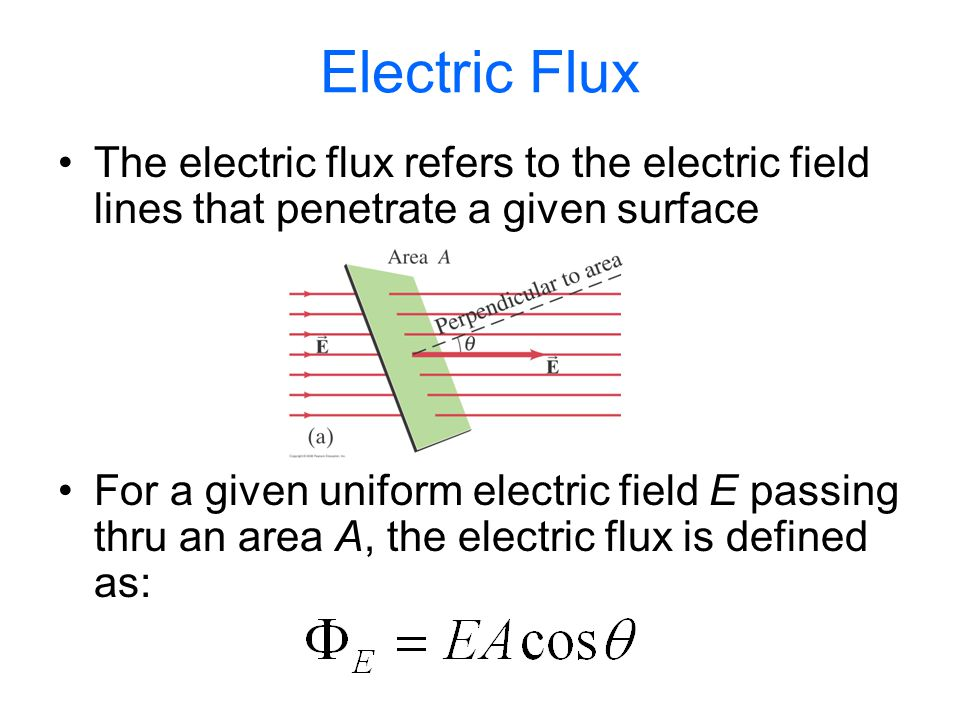 Electric Flux
• The electric flux refers to the electric field
lines that penetrate a given surface
Area A
Perpendicular to area
E⃗
θ
E⃗
(a)
• For a given uniform electric field E passing
thru an area A, the electric flux is defined
as:
Φ_E = EA cos θ